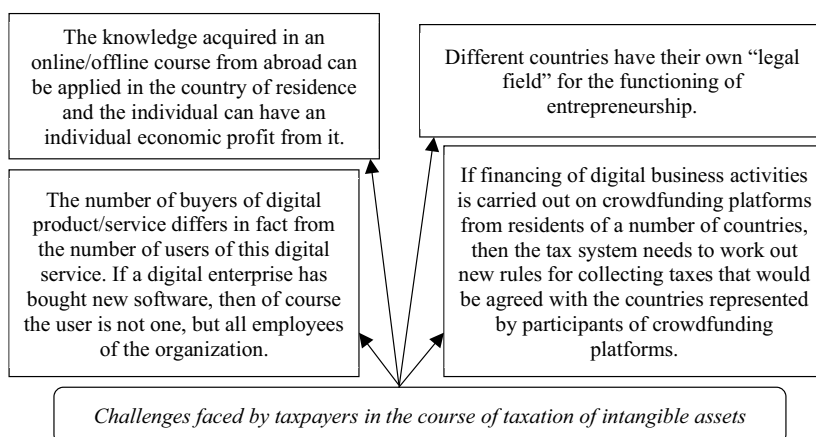 The knowledge acquired in an
online/offline course from abroad can
be applied in the country of residence
and the individual can have an
individual economic profit from it.
Different countries have their own “legal
field” for the functioning of
entrepreneurship.
The number of buyers of digital
product/service differs in fact from
the number of users of this digital
service. If a digital enterprise has
bought new software, then of course
the user is not one, but all employees
of the organization.
If financing of digital business activities
is carried out on crowdfunding platforms
from residents of a number of countries,
then the tax system needs to work out
new rules for collecting taxes that would
be agreed with the countries represented
by participants of crowdfunding
platforms.
Challenges faced by taxpayers in the course of taxation of intangible assets